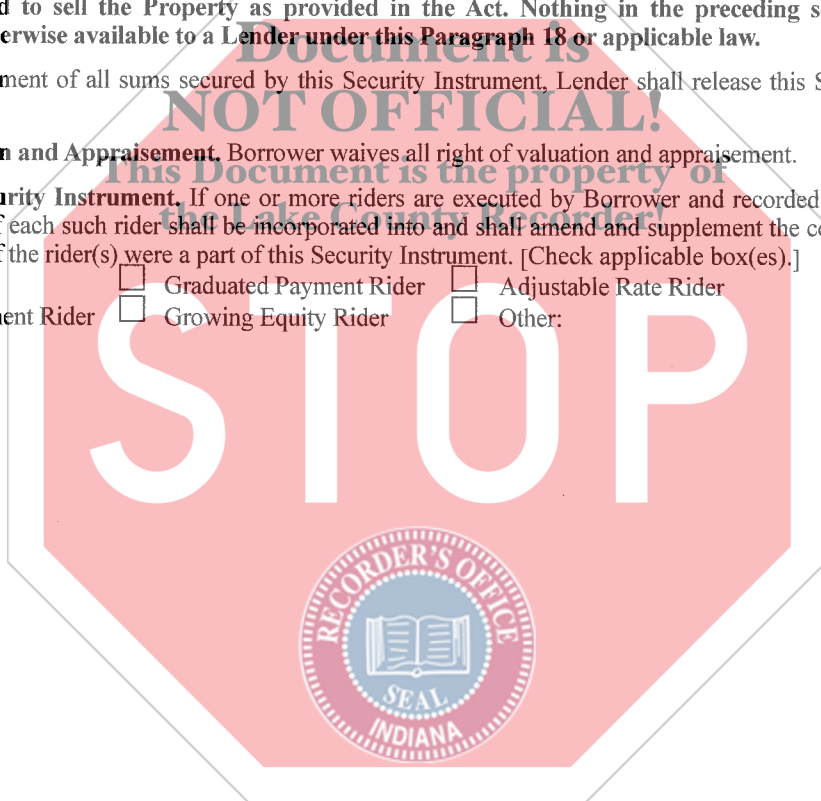 d to sell the Property as provided in the Act. Nothing in the preceding s
erwise available to a Lender under this Paragraph 18 or applicable law.
Document is
ment of all sums secured by this Security Instrument, Lender shall release this S
NOT OFFICIAL!
n and Appraisement. Borrower waives all right of valuation and appraisement.
This Document is the property of
urity Instrument. If one or more riders are executed by Borrower and recorded
the Lake County Recorder!
f each such rider shall be incorporated into and shall amend and supplement the c
f the rider(s) were a part of this Security Instrument. [Check applicable box(es).]
☐ Graduated Payment Rider ☐ Adjustable Rate Rider
ent Rider ☐ Growing Equity Rider ☐ Other:
STOP
RECORDER'S OFFICE
SEAL
INDIANA